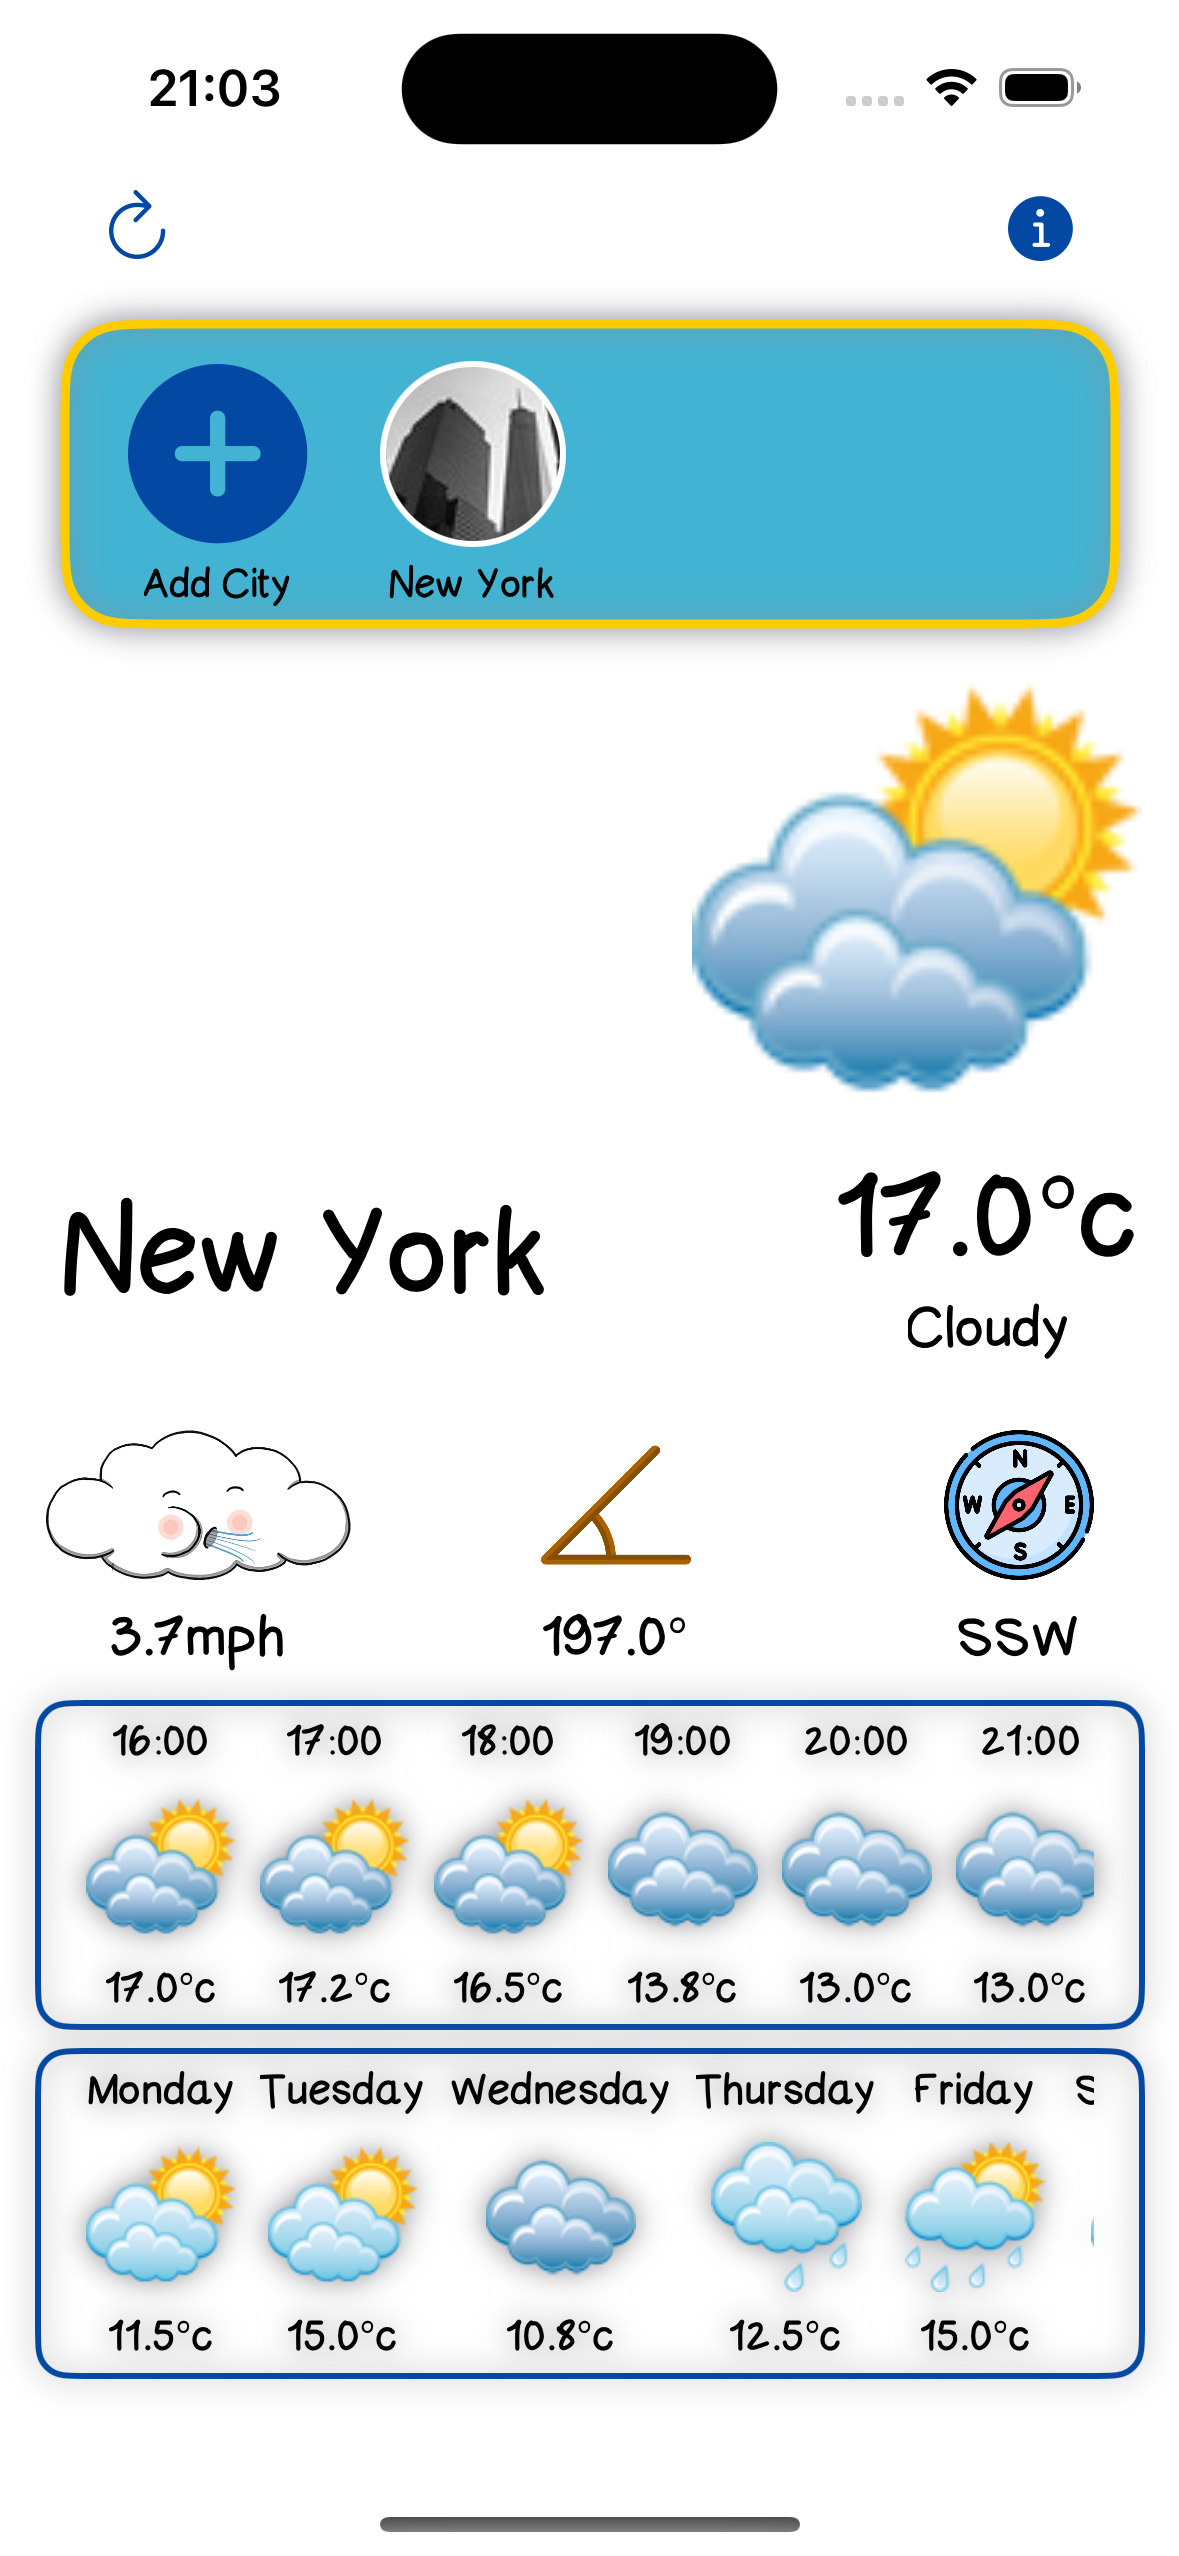 21:03
Add City New York
New York
17.0°c
Cloudy
N
W E
S
3.7mph 197.0° SSW
16:00 17:00 18:00 19:00 20:00 21:00
17.0°c 17.2°c 16.5°c 13.8°c 13.0°c 13.0°c
Monday Tuesday Wednesday Thursday Friday S
11.5°c 15.0°c 10.8°c 12.5°c 15.0°c